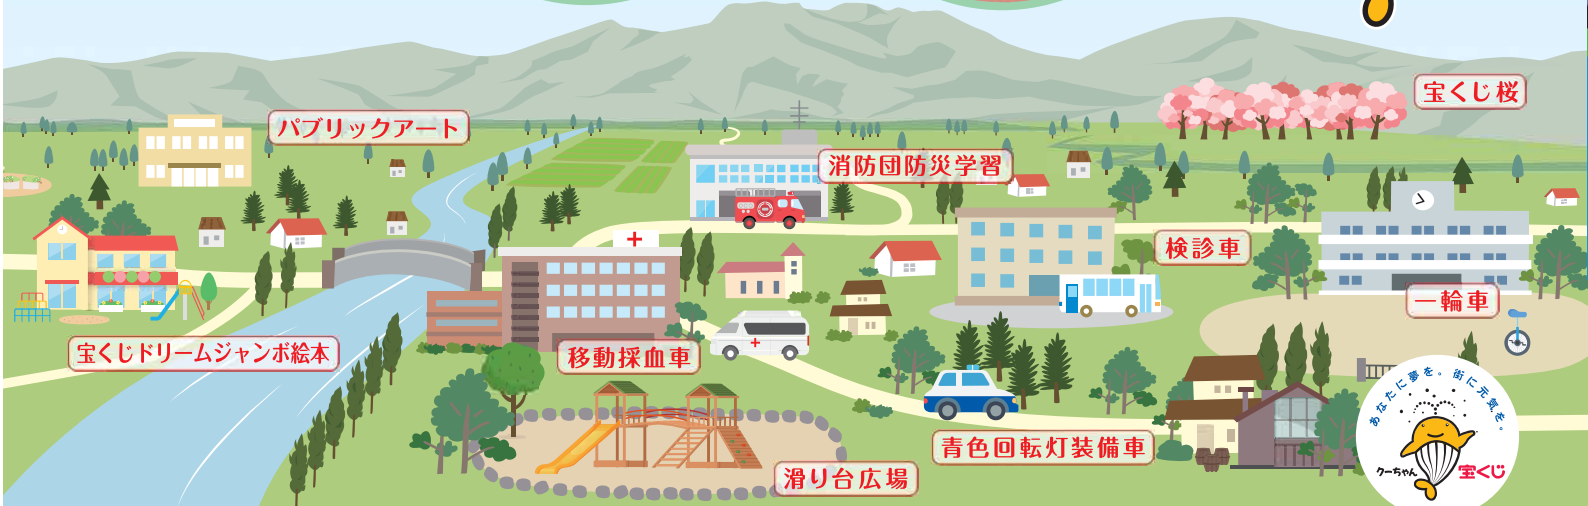 宝くじ桜
パブリックアート
消防団防災学習
検診車
一輪車
宝くじドリームジャンボ絵本
移動採血車
あなたに夢を。街に元気を。
青色回転灯装備車
滑り台広場
クーちゃん
宝くじ